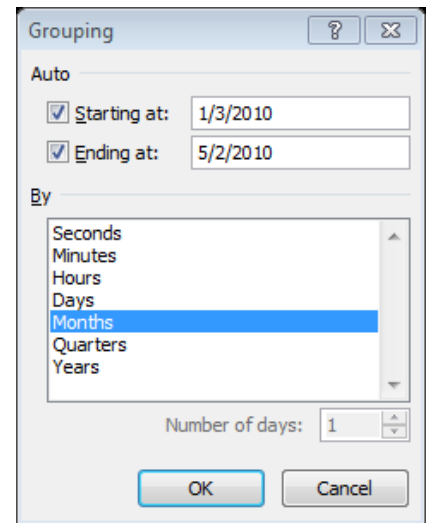 Grouping
Auto
Starting at: 1/3/2010
Ending at: 5/2/2010
By
Seconds
Minutes
Hours
Days
Months
Quarters
Years
Number of days: 1
OK Cancel